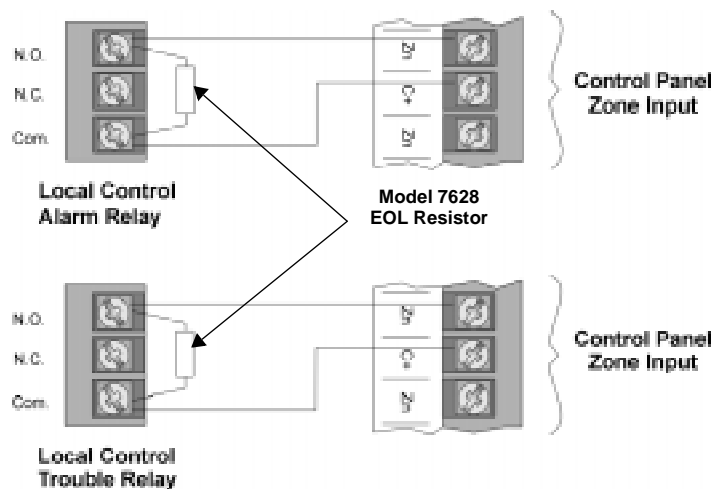 N.O.
N.C.
Com.
Local Control
Alarm Relay
Model 7628
EOL Resistor
C+
Control Panel
Zone Input
N.O.
N.C.
Com.
Local Control
Trouble Relay
C+
Control Panel
Zone Input